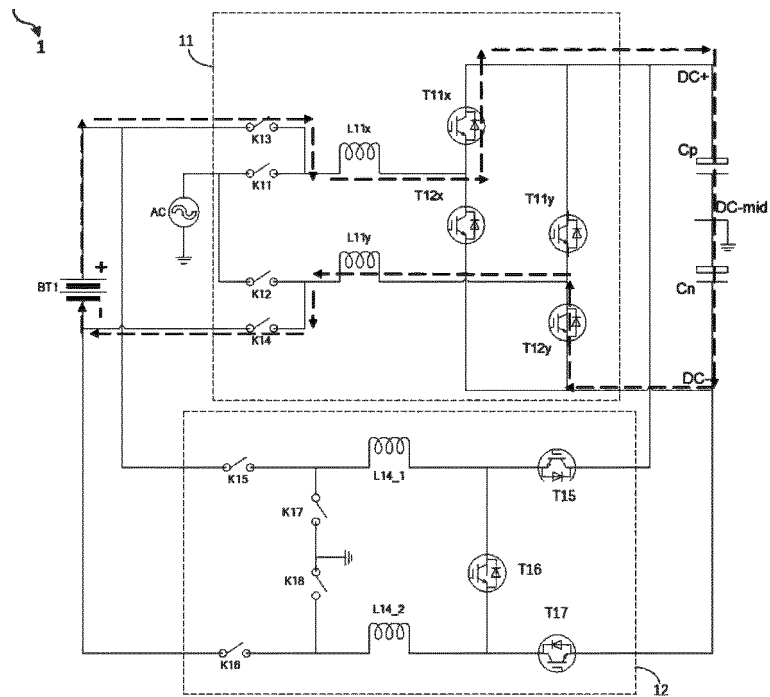 1
11
T11x
DC+
K13
L11x
Cp
K11
T12x
T11y
DC-mid
AC
L11y
+
Cn
BT1
K12
-
K14
T12y
DC-
K15
L14_1
T15
K17
T16
K18
L14_2
T17
K16
12